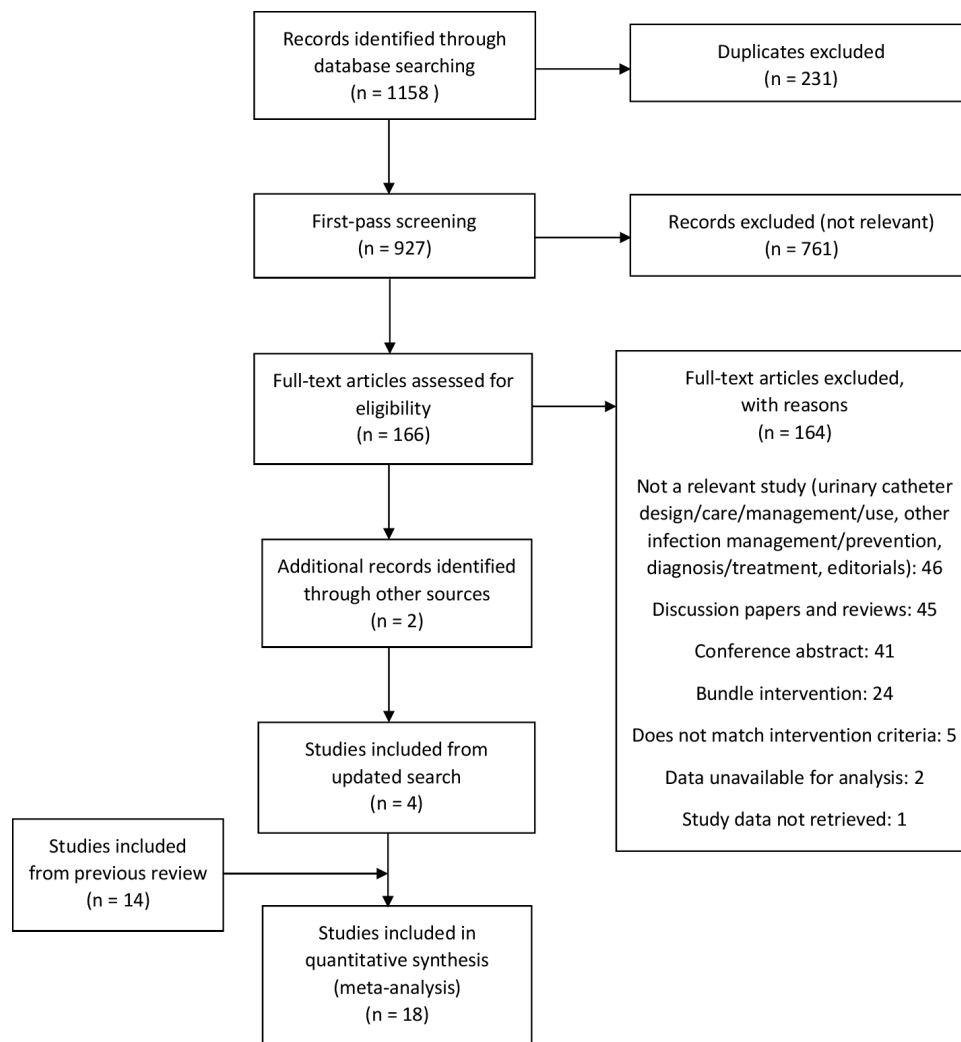 Records identified through
database searching
(n = 1158 )
Duplicates excluded
(n = 231)
First-pass screening
(n = 927)
Records excluded (not relevant)
(n = 761)
Full-text articles assessed for
eligibility
(n = 166)
Full-text articles excluded,
with reasons
(n = 164)
Not a relevant study (urinary catheter
design/care/management/use, other
infection management/prevention,
diagnosis/treatment, editorials): 46
Discussion papers and reviews: 45
Conference abstract: 41
Bundle intervention: 24
Does not match intervention criteria: 5
Data unavailable for analysis: 2
Study data not retrieved: 1
Additional records identified
through other sources
(n = 2)
Studies included from
updated search
(n = 4)
Studies included
from previous review
(n = 14)
Studies included in
quantitative synthesis
(meta-analysis)
(n = 18)